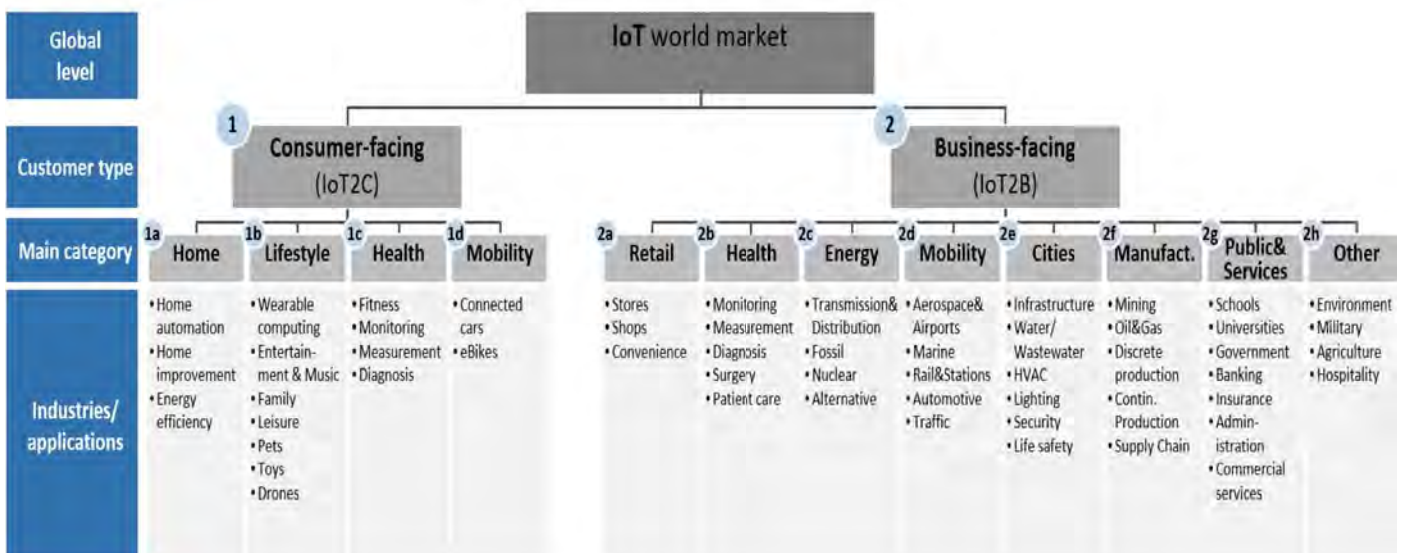 Global
level
IoT world market
Customer type
1
Consumer-facing
(IoT2C)
2
Business-facing
(IoT2B)
Main category
1a
Home
1b
Lifestyle
1c
Health
1d
Mobility
2a
Retail
2b
Health
2c
Energy
2d
Mobility
2e
Cities
2f
Manufact.
2g
Public&
Services
2h
Other
Industries/
applications
• Home
automation
• Home
improvement
• Energy
efficiency
• Wearable
computing
• Entertain-
ment & Music
• Family
• Leisure
• Pets
• Toys
• Drones
• Fitness
• Monitoring
• Measurement
• Diagnosis
• Connected
cars
• eBikes
• Stores
• Shops
• Convenience
• Monitoring
• Measurement
• Diagnosis
• Surgery
• Patient care
• Transmission&
Distribution
• Fossil
• Nuclear
• Alternative
• Aerospace&
Airports
• Marine
• Rail&Stations
• Automotive
• Traffic
• Infrastructure
• Water/
Wastewater
• HVAC
• Lighting
• Security
• Life safety
• Mining
• Oil&Gas
• Discrete
production
• Contin.
Production
• Supply Chain
• Schools
• Universities
• Government
• Banking
• Insurance
• Admin-
istration
• Commercial
services
• Environment
• Military
• Agriculture
• Hospitality